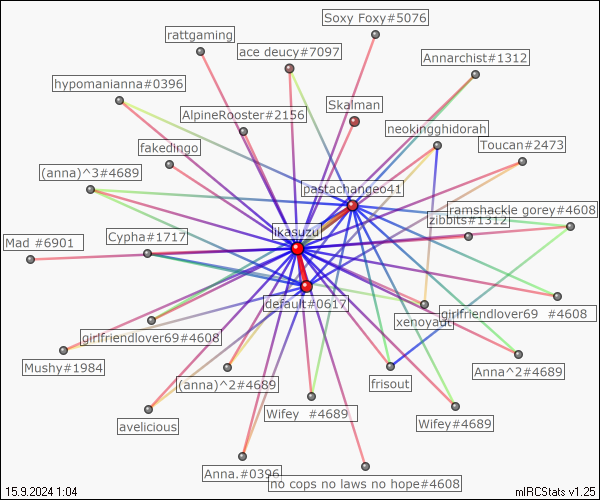 Soxy Foxy#5076
rattgaming
ace deucy#7097
Annarchist#1312
hypomanianna#0396
Skalman
AlpineRooster#2156
neokingghidorah
fakedingo
Toucan#2473
(anna)^3#4689
pastachangeo41
ramshackle gorey#4608
zibbits#1312
likasuzu
Mad #6901
Cypha#1717
default#0617
xenoyaut
girlfriendlover69 #4608
girlfriendlover69#4608
Mushy#1984
Anna^2#4689
(anna)^2#4689
frisout
Wifey #4689
avelicious
Wifey#4689
Anna.#0396
no cops no laws no hope#4608
15.9.2024 1:04
mIRCStats v1.25